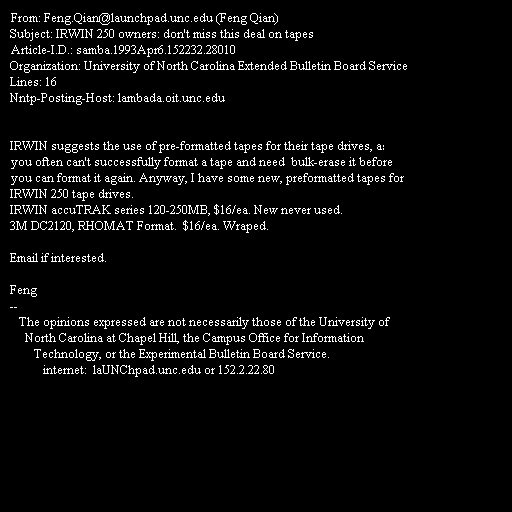 From: Feng.Qian@launchpad.unc.edu (Feng Qian)
Subject: IRWIN 250 owners: don't miss this deal on tapes
Article-I.D.: samba.1993Apr6.152232.28010
Organization: University of North Carolina Extended Bulletin Board Service
Lines: 16
Nntp-Posting-Host: lambada.oit.unc.edu
IRWIN suggests the use of pre-formatted tapes for their tape drives,
you often can't successfully format a tape and need bulk-erase it before
you can format it again. Anyway, I have some new, preformatted tapes for
IRWIN 250 tape drives.
IRWIN accuTRAK series 120-250MB, $16/ea. New never used.
3M DC2120, RHOMAT Format. $16/ea. Wraped.
Email if interested.
Feng
--
The opinions expressed are not necessarily those of the University of
North Carolina at Chapel Hill, the Campus Office for Information
Technology, or the Experimental Bulletin Board Service.
internet: laUNChpad.unc.edu or 152.2.22.80